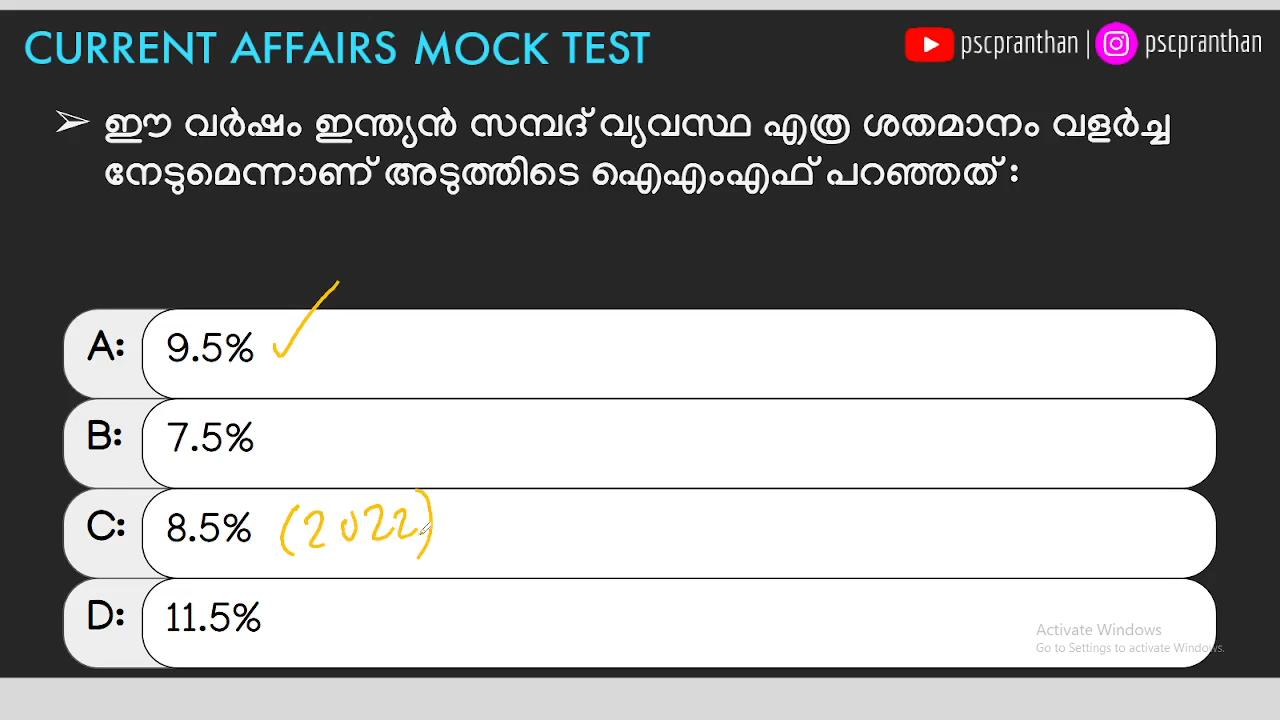 CURRENT AFFAIRS MOCK TEST
pscpranthan | pscpranthan
➢ ഈ വർഷം ഇന്ത്യൻ സമ്പദ് വ്യവസ്ഥ എത്ര ശതമാനം വളർച്ച
നേടുമെന്നാണ് അടുത്തിടെ ഐഎംഎഫ് പറഞ്ഞത് :
A: 9.5%
B: 7.5%
C: 8.5% (2022)
D: 11.5%
Activate Windows
Go to Settings to activate Windows.